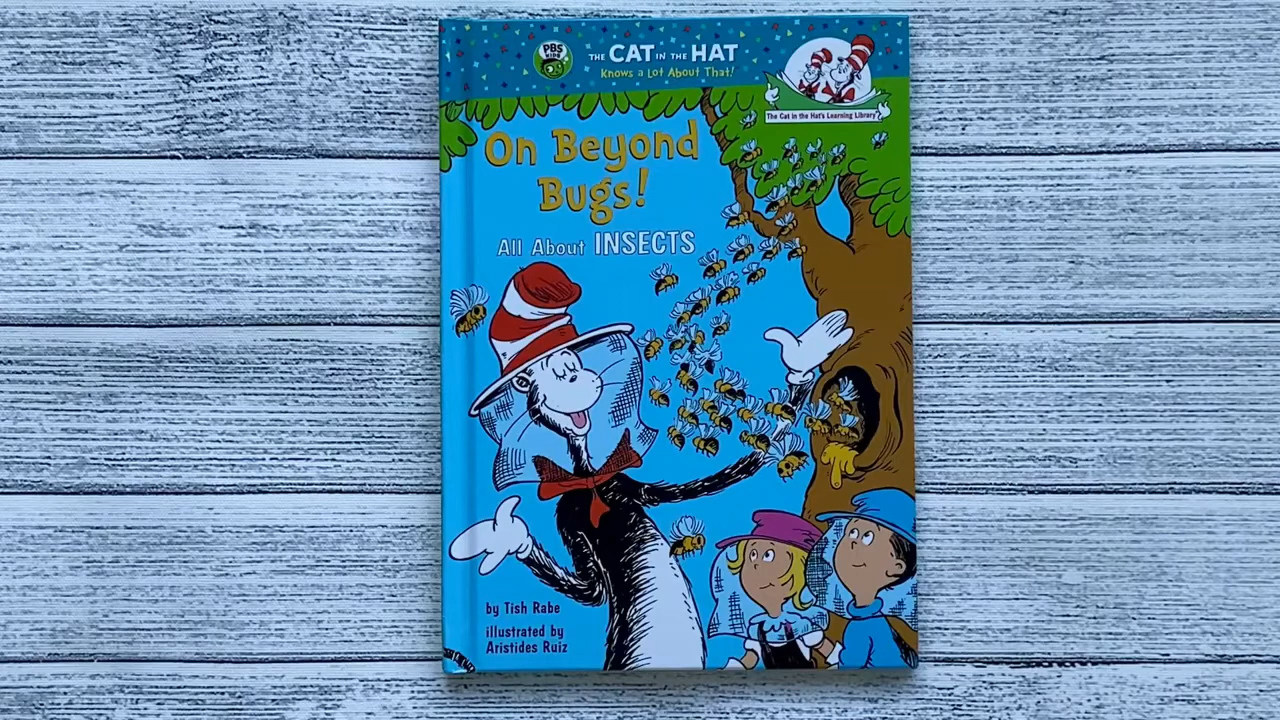 PBS
KIDS
THE CAT IN THE HAT
Knows a Lot About That!
The Cat in the Hat's Learning Library
On Beyond
Bugs!
All About INSECTS
by Tish Rabe
illustrated by
Aristides Ruiz